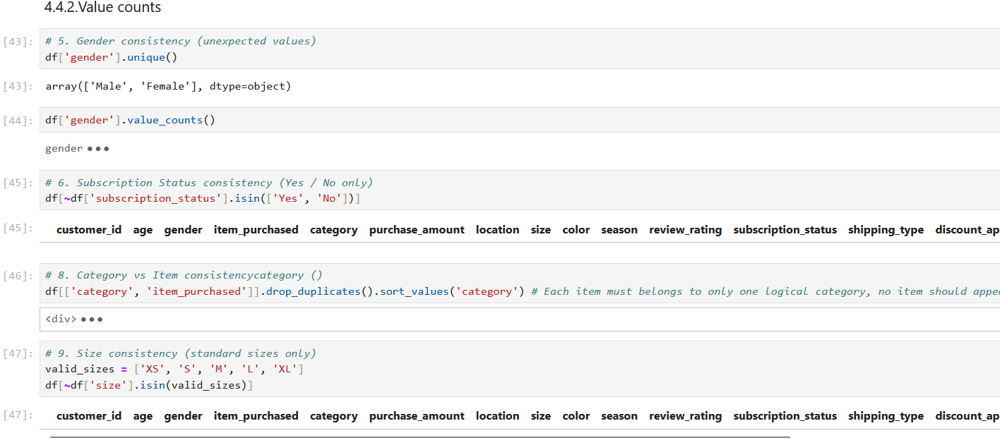 4.4.2.Value counts
[43]: # 5. Gender consistency (unexpected values)
df['gender'].unique()
[43]: array(['Male', 'Female'], dtype=object)
[44]: df['gender'].value_counts()
gender •••
[45]: # 6. Subscription Status consistency (Yes / No only)
df[~df['subscription_status'].isin(['Yes', 'No'])]
[45]: customer_id age gender item_purchased category purchase_amount location size color season review_rating subscription_status shipping_type discount_ap
[46]: # 8. Category vs Item consistencycategory ()
df[['category', 'item_purchased']].drop_duplicates().sort_values('category') # Each item must belongs to only one logical category, no item should appe
<div> •••
[47]: # 9. Size consistency (standard sizes only)
valid_sizes = ['XS', 'S', 'M', 'L', 'XL']
df[~df['size'].isin(valid_sizes)]
[47]: customer_id age gender item_purchased category purchase_amount location size color season review_rating subscription_status shipping_type discount_ap